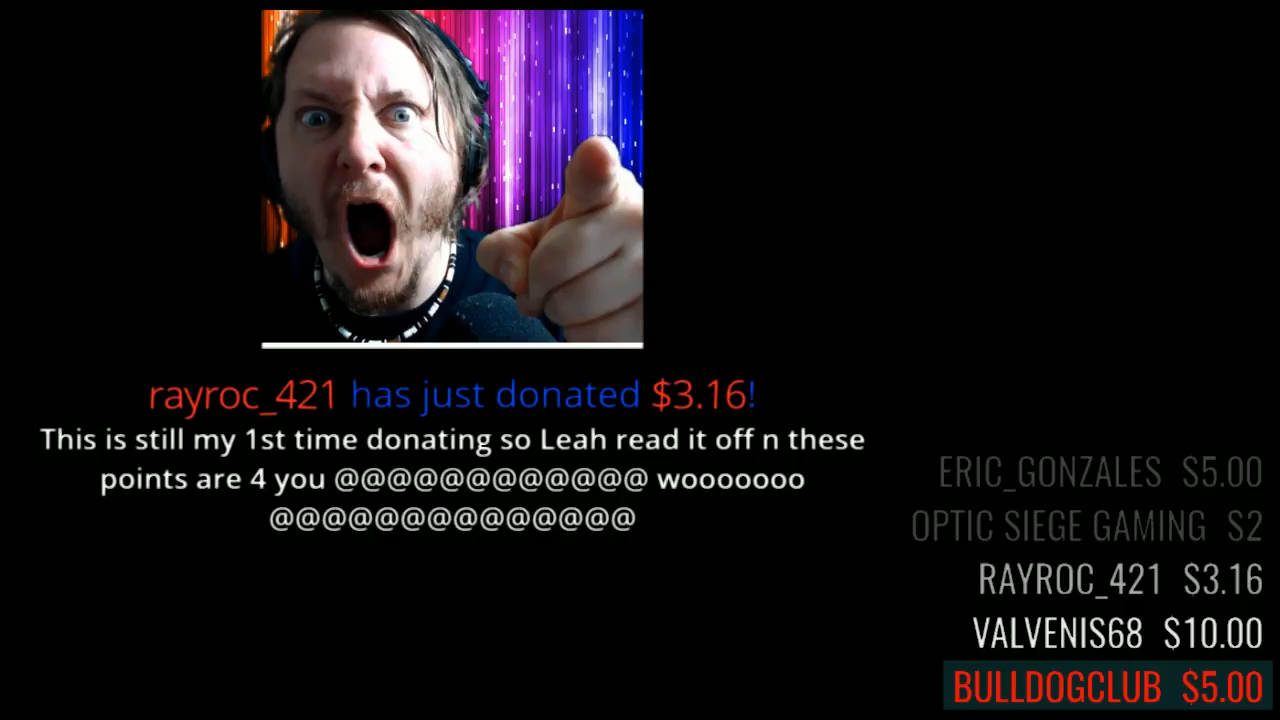 rayroc_421 has just donated $3.16!
This is still my 1st time donating so Leah read it off n these
points are 4 you @@@@@@@@@@@@ wooooooo
@@@@@@@@@@@@@@
ERIC_GONZALES $5.00
OPTIC SIEGE GAMING $2
RAYROC_421 $3.16
VALVENIS68 $10.00
BULLDOGCLUB $5.00